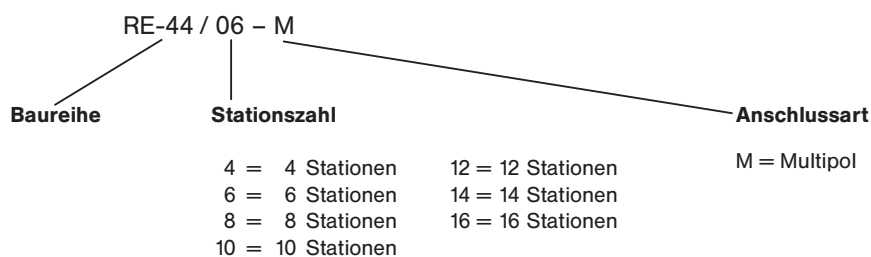 RE-44 / 06 – M
Baureihe Stationszahl Anschlussart
4 = 4 Stationen 12 = 12 Stationen M = Multipol
6 = 6 Stationen 14 = 14 Stationen
8 = 8 Stationen 16 = 16 Stationen
10 = 10 Stationen